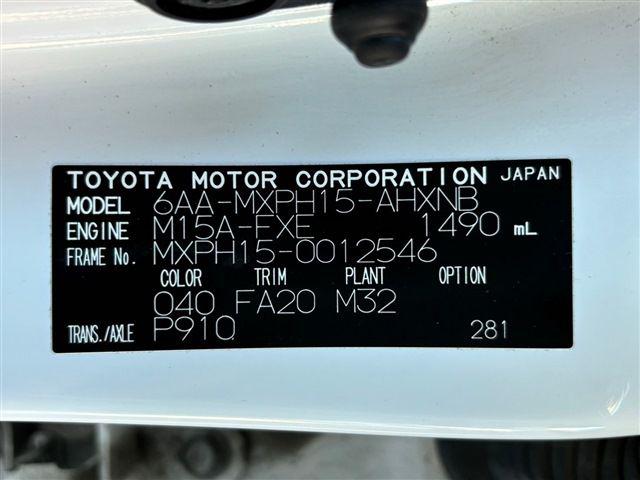 TOYOTA MOTOR CORPORATION JAPAN
MODEL 6AA-MXPH15-AHXNB
ENGINE M15A-FXE 1490 mL
FRAME No. MXPH15-0012546
COLOR TRIM PLANT OPTION
040 FA20 M32
TRANS./AXLE P910 281